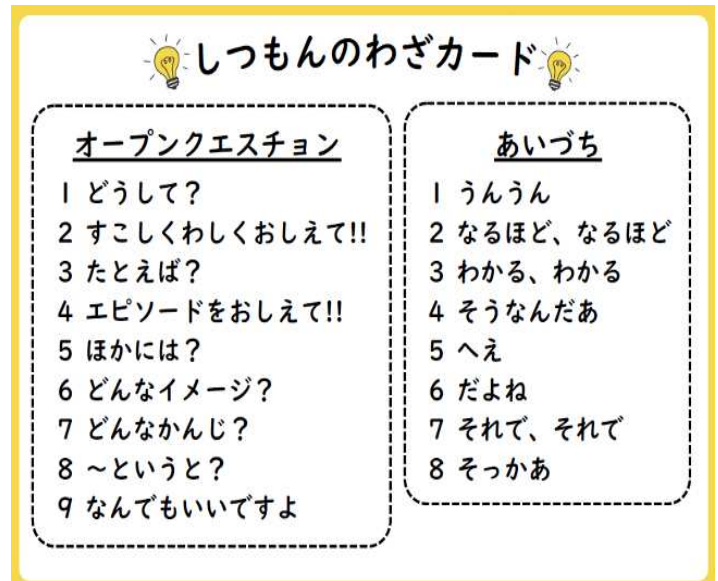 しつもんのわざカード
オープンクエスチョン
1 どうして？
2 すこしくわしくおしえて!!
3 たとえば？
4 エピソードをおしえて!!
5 ほかには？
6 どんなイメージ？
7 どんなかんじ？
8 ～というと？
9 なんでもいいですよ
あいづち
1 うんうん
2 なるほど、なるほど
3 わかる、わかる
4 そうなんだあ
5 へえ
6 だよね
7 それで、それで
8 そっかあ